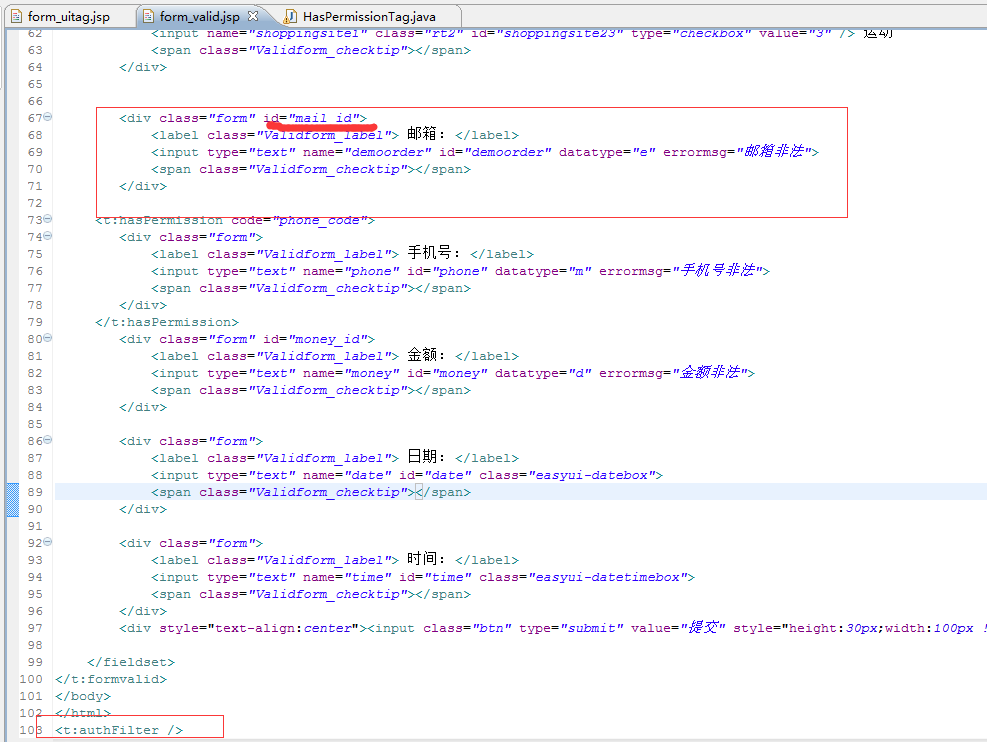 form_uitag.jsp form_valid.jsp HasPermissionTag.java
62 <input name="shoppingsite1" class="rt2" id="shoppingsite23" type="checkbox" value="3" /> 运动
63 <span class="Validform_checktip"></span>
64 </div>
65
66
67 <div class="form" id="mail_id">
68 <label class="Validform_label"> 邮箱: </label>
69 <input type="text" name="demoorder" id="demoorder" datatype="e" errormsg="邮箱非法">
70 <span class="Validform_checktip"></span>
71 </div>
72
73 <t:hasPermission code="phone_code">
74 <div class="form">
75 <label class="Validform_label"> 手机号: </label>
76 <input type="text" name="phone" id="phone" datatype="m" errormsg="手机号非法">
77 <span class="Validform_checktip"></span>
78 </div>
79 </t:hasPermission>
80 <div class="form" id="money_id">
81 <label class="Validform_label"> 金额: </label>
82 <input type="text" name="money" id="money" datatype="d" errormsg="金额非法">
83 <span class="Validform_checktip"></span>
84 </div>
85
86 <div class="form">
87 <label class="Validform_label"> 日期: </label>
88 <input type="text" name="date" id="date" class="easyui-datebox">
89 <span class="Validform_checktip"></span>
90 </div>
91
92 <div class="form">
93 <label class="Validform_label"> 时间: </label>
94 <input type="text" name="time" id="time" class="easyui-datetimebox">
95 <span class="Validform_checktip"></span>
96 </div>
97 <div style="text-align:center"><input class="btn" type="submit" value="提交" style="height:30px;width:100px !
98
99 </fieldset>
100 </t:formvalid>
101 </body>
102 </html>
103 <t:authFilter />